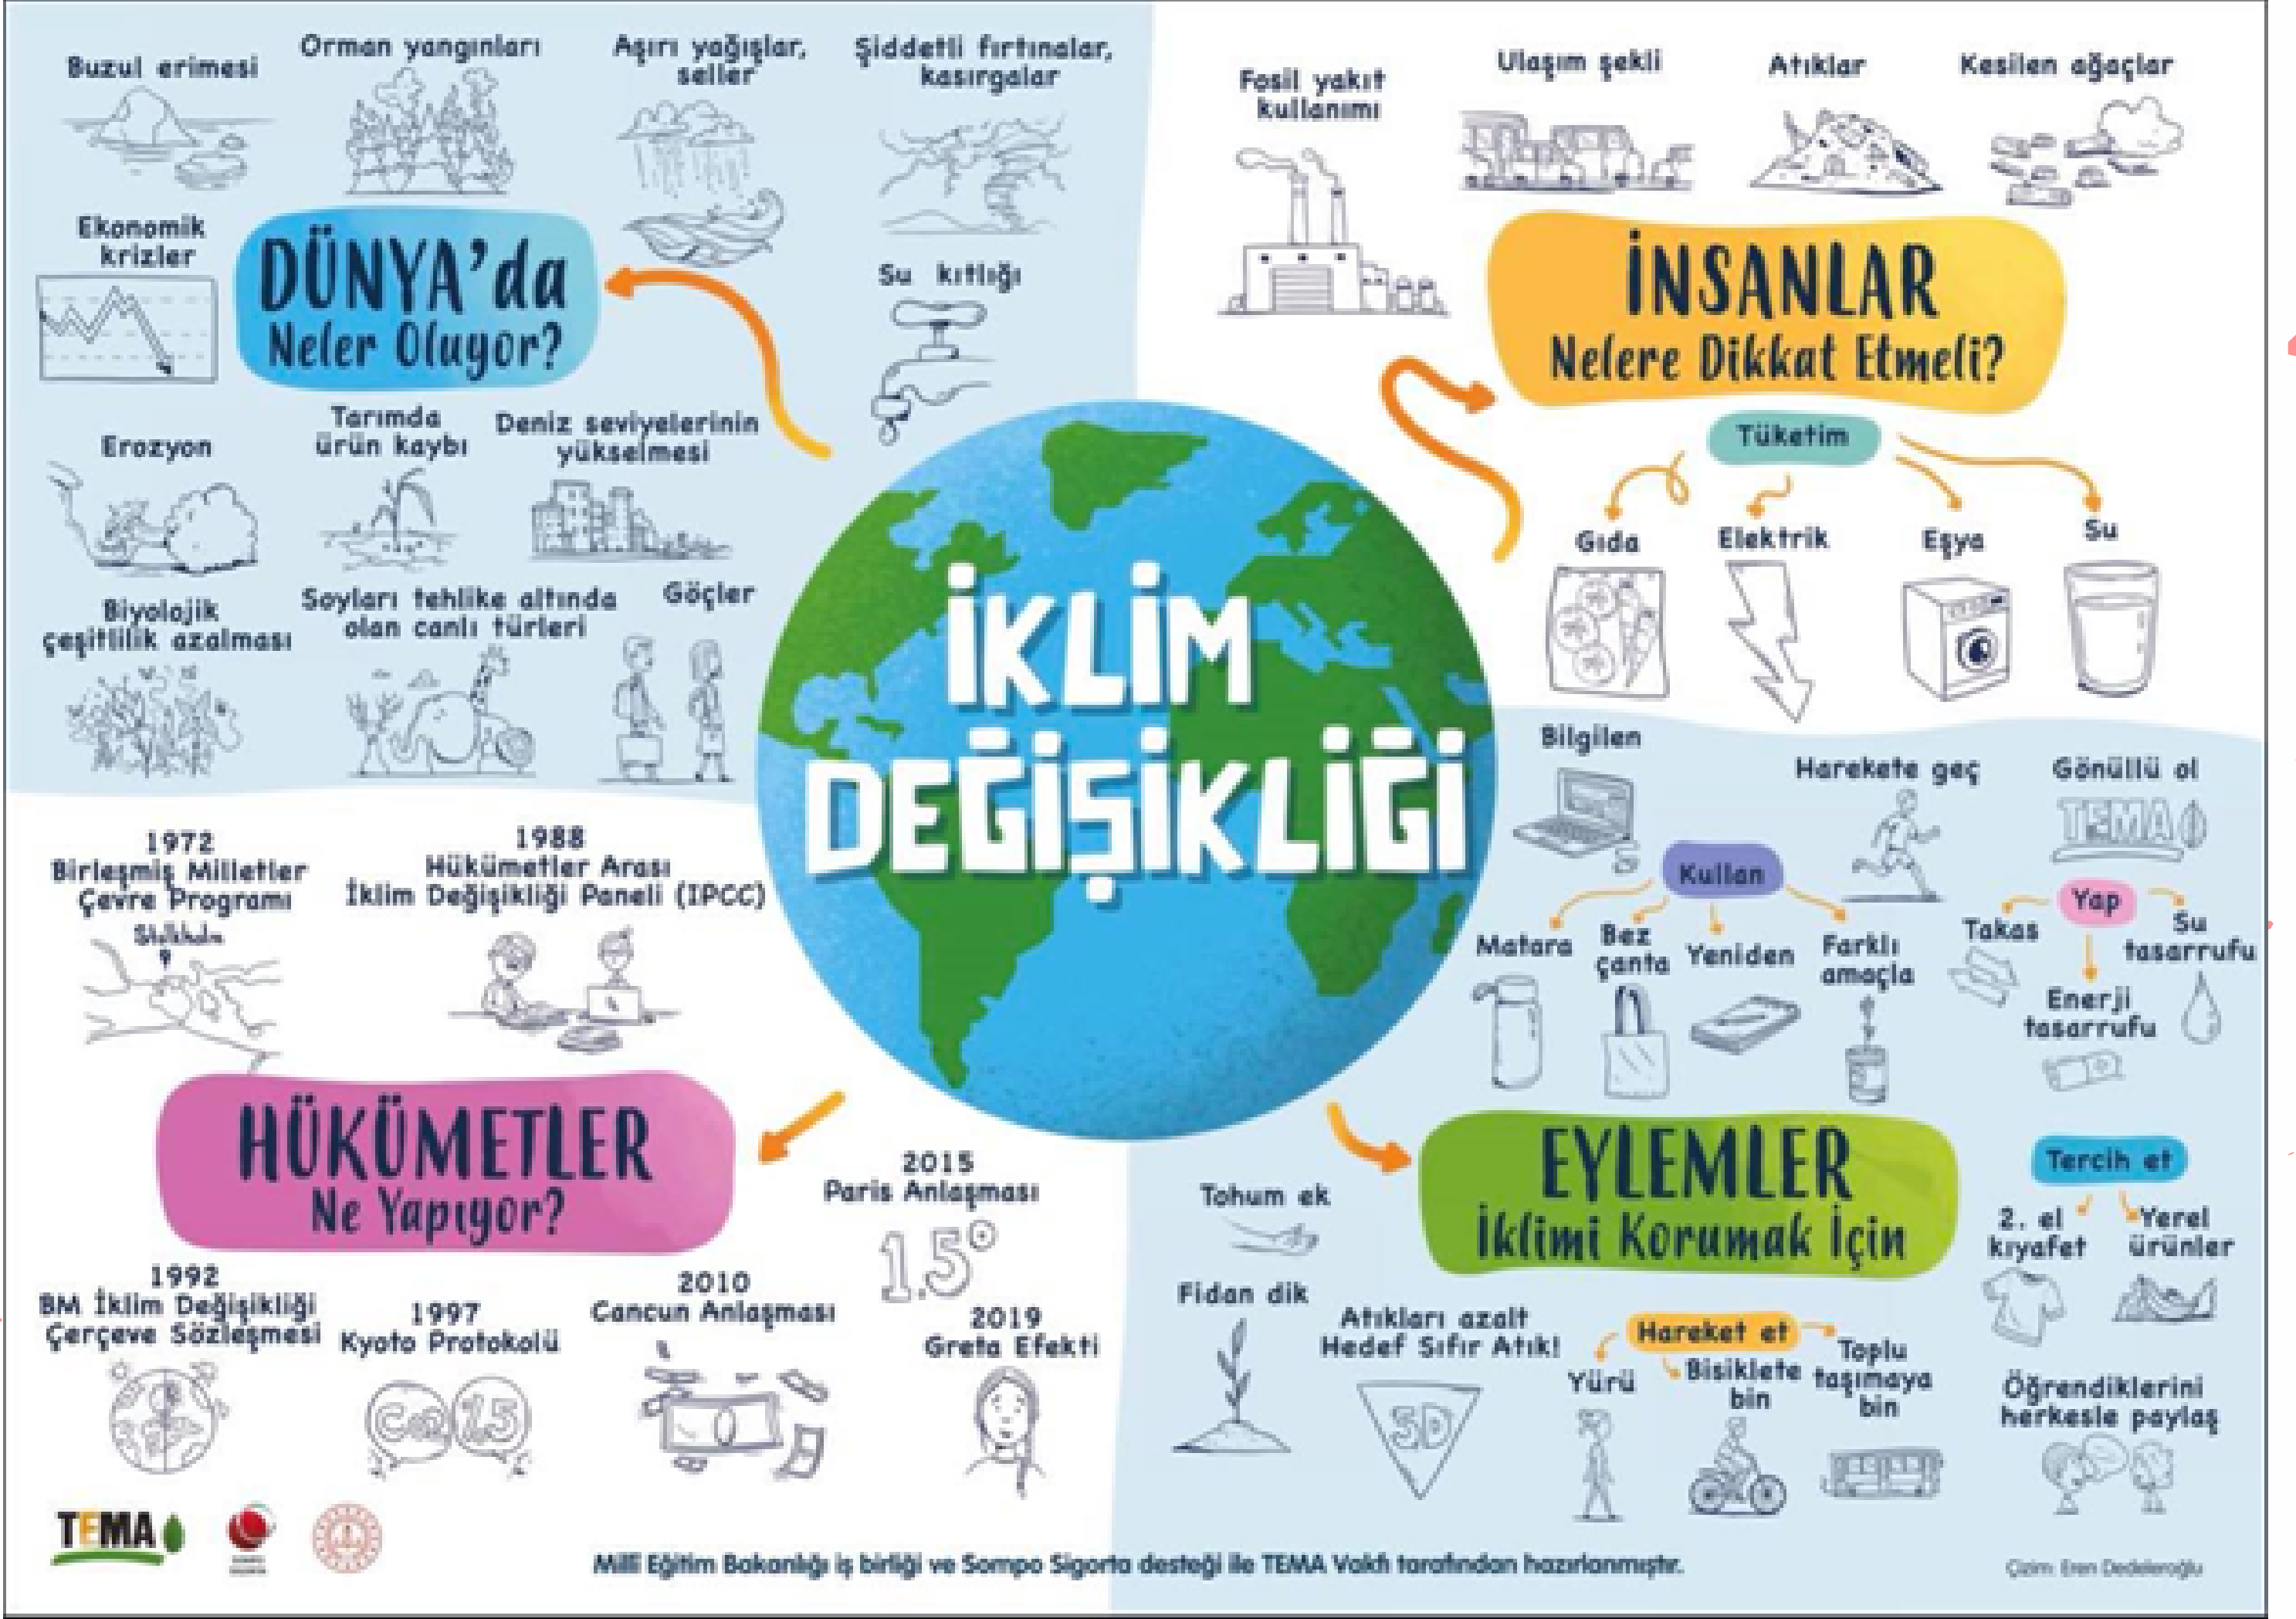 Buzul erimesi
Orman yangınları
Aşırı yağışlar,
seller
Şiddetli fırtınalar,
kasırgalar
Ekonomik
krizler
DÜNYA'da
Neler Oluyor?
Su kıtlığı
Erozyon
Tarımda
ürün kaybı
Deniz seviyelerinin
yükselmesi
Biyolojik
çeşitlilik azalması
Soyları tehlike altında
olan canlı türleri
Göçler
Fosil yakıt
kullanımı
Ulaşım şekli
Atıklar
Kesilen ağaçlar
İNSANLAR
Nelere Dikkat Etmeli?
Tüketim
Gıda
Elektrik
Eşya
Su
İKLİM
DEĞİŞİKLİĞİ
1972
Birleşmiş Milletler
Çevre Programı
Stokholm
1988
Hükümetler Arası
İklim Değişikliği Paneli (IPCC)
HÜKÜMETLER
Ne Yapıyor?
1992
BM İklim Değişikliği
Çerçeve Sözleşmesi
1997
Kyoto Protokolü
2010
Cancun Anlaşması
2015
Paris Anlaşması
1.5°
2019
Greta Efekti
Bilgilen
Harekete geç
Gönüllü ol
TEMA
Kullan
Matara
Bez
çanta
Yeniden
Farklı
amaçla
Yap
Takas
Enerji
tasarrufu
Su
tasarrufu
EYLEMLER
İklimi Korumak İçin
Tercih et
2. el
kıyafet
Yerel
ürünler
Tohum ek
Fidan dik
Atıkları azalt
Hedef Sıfır Atık!
5D
Hareket et
Yürü
Bisiklete
bin
Toplu
taşımaya
bin
Öğrendiklerini
herkesle paylaş
TEMA
Millî Eğitim Bakanlığı iş birliği ve Sompo Sigorta desteği ile TEMA Vakfı tarafından hazırlanmıştır.
Çizim: Eren Dedeleroğlu